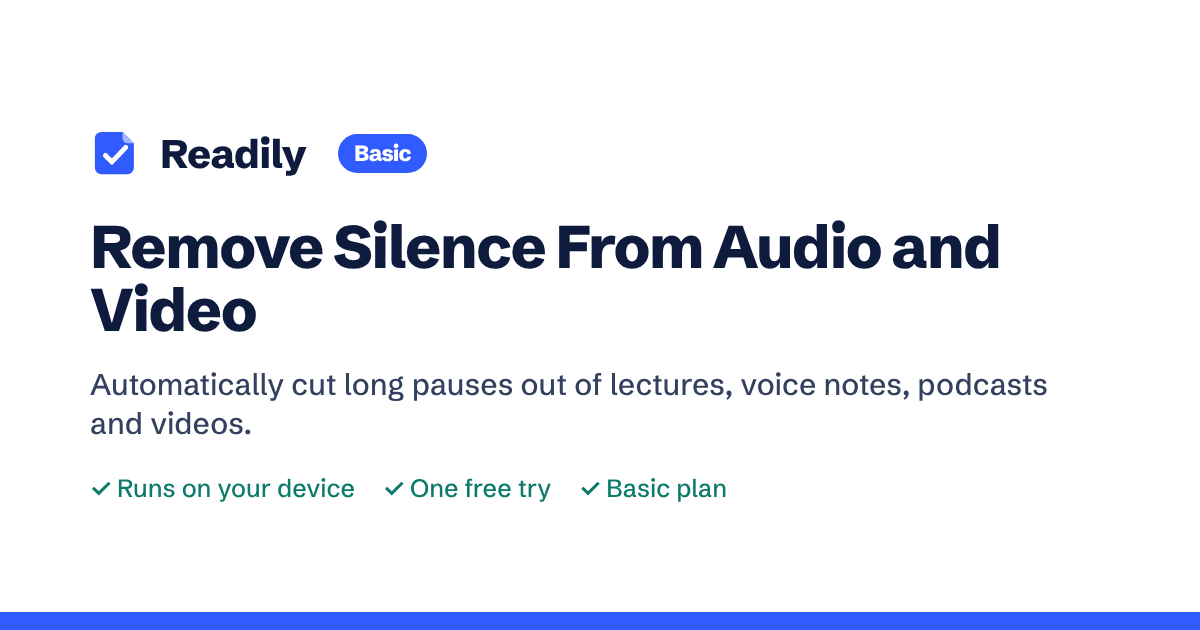 Readily Basic
Remove Silence From Audio and
Video
Automatically cut long pauses out of lectures, voice notes, podcasts
and videos.
✓ Runs on your device ✓ One free try ✓ Basic plan